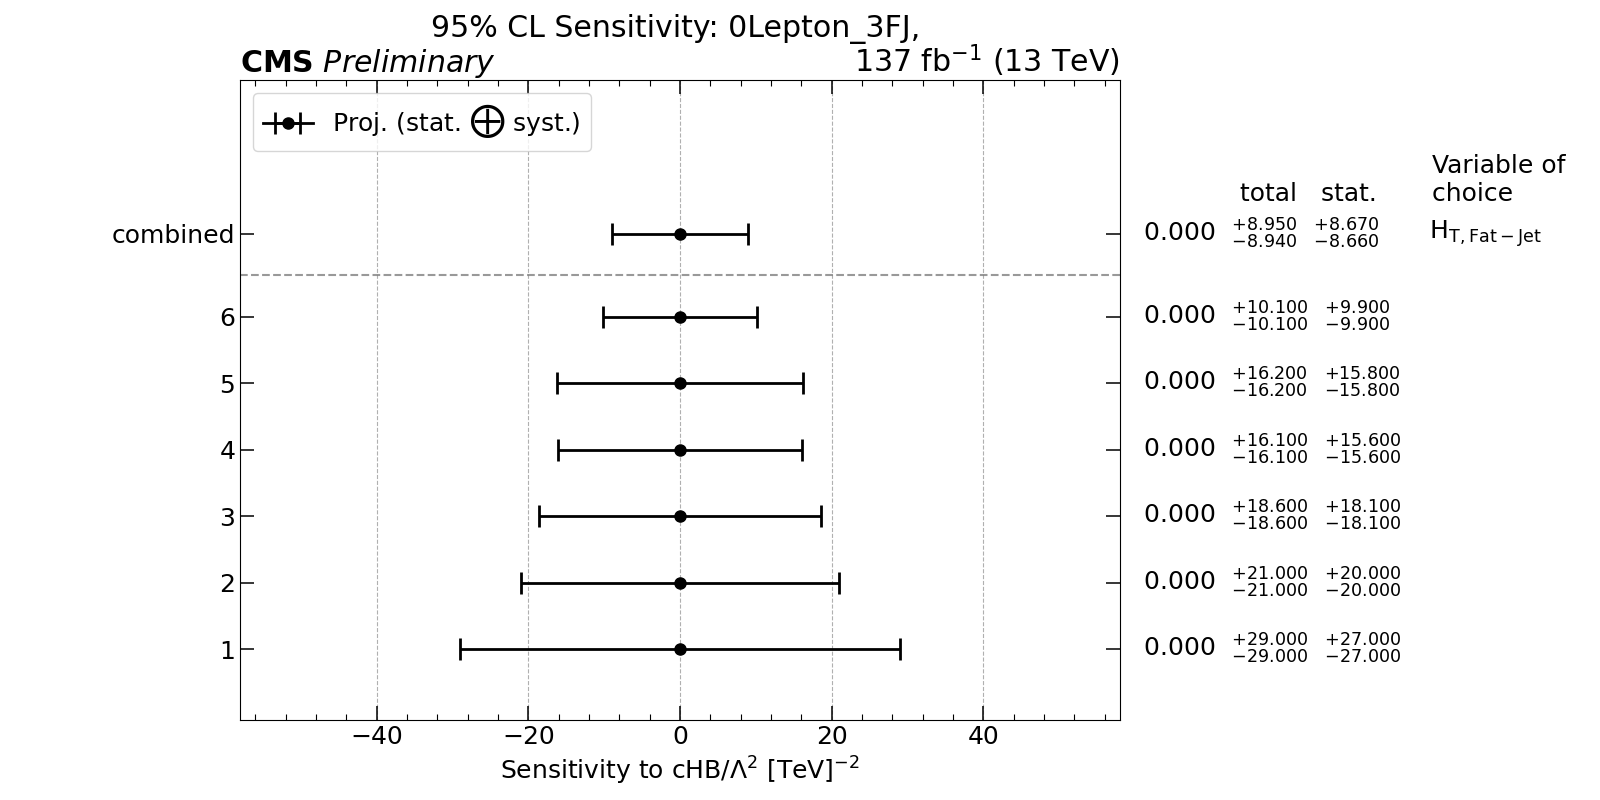 95% CL Sensitivity: 0Lepton_3FJ,
CMS Preliminary 137 fb⁻¹ (13 TeV)
Proj. (stat. ⊕ syst.)
Variable of
choice
total stat.
combined 0.000 +8.950 +8.670
−8.940 −8.660
H_T, Fat − Jet
6 0.000 +10.100 +9.900
−10.100 −9.900
5 0.000 +16.200 +15.800
−16.200 −15.800
4 0.000 +16.100 +15.600
−16.100 −15.600
3 0.000 +18.600 +18.100
−18.600 −18.100
2 0.000 +21.000 +20.000
−21.000 −20.000
1 0.000 +29.000 +27.000
−29.000 −27.000
−40 −20 0 20 40
Sensitivity to cHB/Λ² [TeV]⁻²